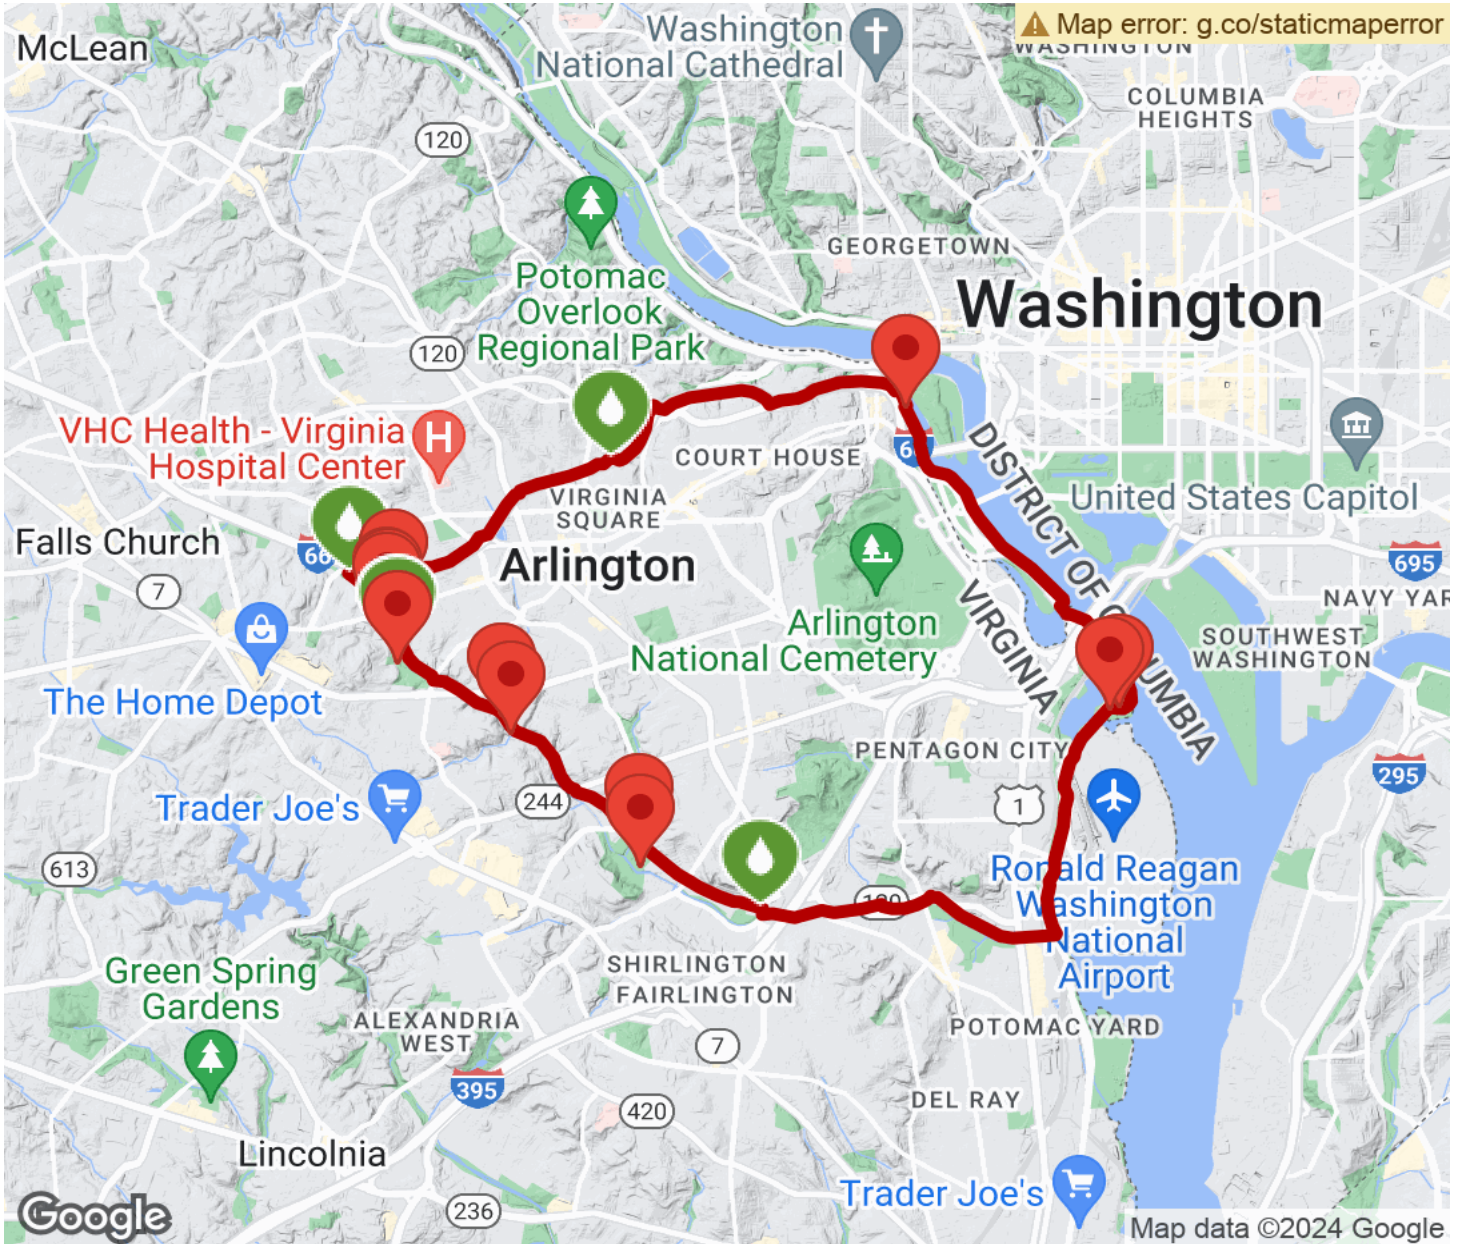 McLean
Washington
National Cathedral
Map error: g.co/staticmaperror
WASHINGTON
COLUMBIA
HEIGHTS
120
GEORGETOWN
Washington
Potomac
Overlook
Regional Park
120
VHC Health - Virginia
Hospital Center
H
COURT HOUSE
DISTRICT OF COLUMBIA
United States Capitol
VIRGINIA
SQUARE
Falls Church
66
Arlington
695
7
NAVY YAR
VIRGINIA
Arlington
National Cemetery
SOUTHWEST
WASHINGTON
The Home Depot
PENTAGON CITY
295
Trader Joe's
244
1
613
Ronald Reagan
Washington
National
Airport
120
Green Spring
Gardens
SHIRLINGTON
FAIRLINGTON
ALEXANDRIA
WEST
POTOMAC YARD
7
395
420
DEL RAY
Lincolnia
236
Trader Joe's
Google
Map data ©2024 Google